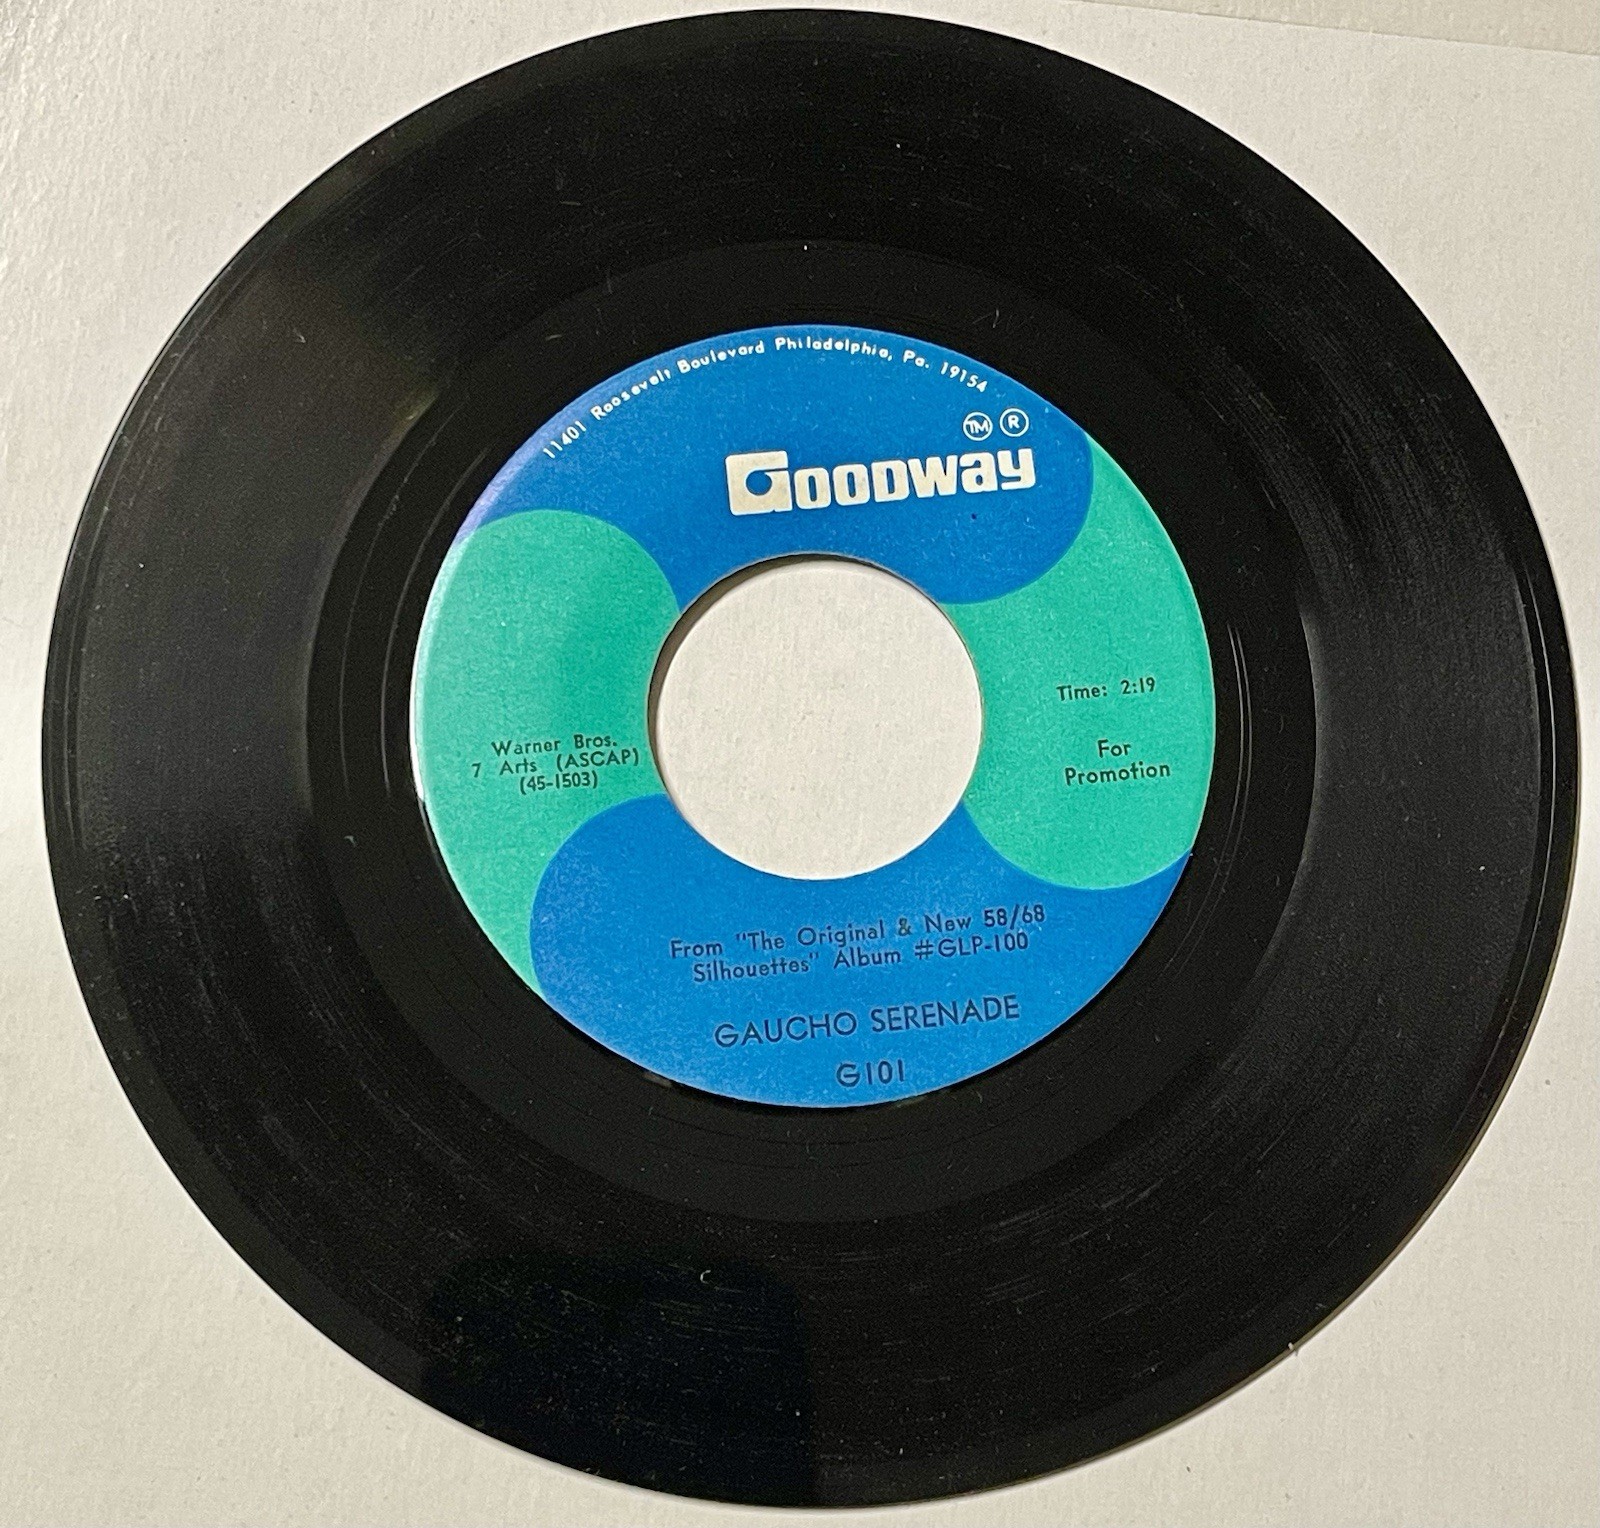 11401 Roosevelt Boulevard Philadelphia, Pa. 19154
TM R
Goodway
Time: 2:19
For
Promotion
Warner Bros.
7 Arts (ASCAP)
(45-1503)
From "The Original & New 58/68
Silhouettes" Album #GLP-100
GAUCHO SERENADE
G101